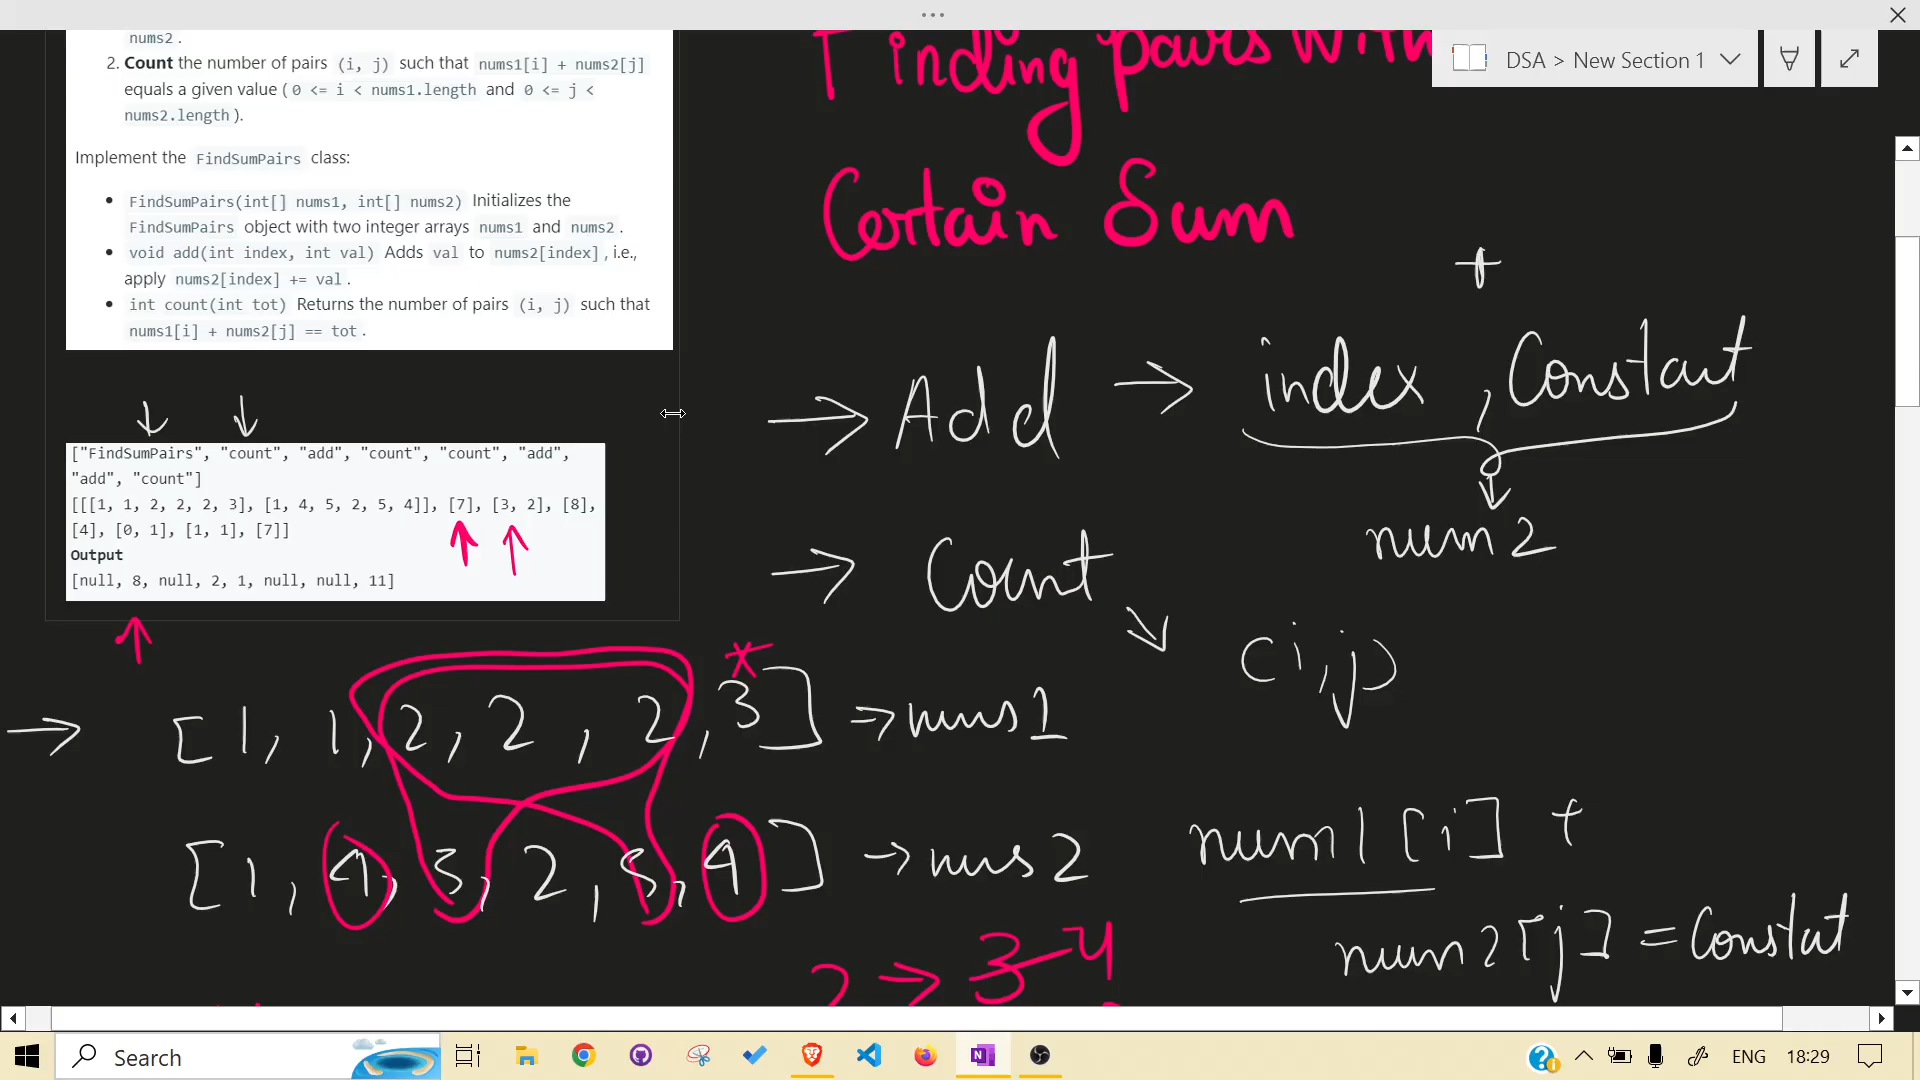 DSA > New Section 1
nums2.
2. Count the number of pairs (i, j) such that nums1[i] + nums2[j]
equals a given value (0 <= i < nums1.length and 0 <= j <
nums2.length).
Implement the FindSumPairs class:
• FindSumPairs(int[] nums1, int[] nums2) Initializes the
FindSumPairs object with two integer arrays nums1 and nums2.
• void add(int index, int val) Adds val to nums2[index], i.e.,
apply nums2[index] += val.
• int count(int tot) Returns the number of pairs (i, j) such that
nums1[i] + nums2[j] == tot.
Finding pairs with
Certain Sum
+
→ Add → index, Constant
num2
["FindSumPairs", "count", "add", "count", "count", "add",
"add", "count"]
[[[1, 1, 2, 2, 2, 3], [1, 4, 5, 2, 5, 4]], [7], [3, 2], [8],
[4], [0, 1], [1, 1], [7]]
Output
[null, 8, null, 2, 1, null, null, 11]
→ Count
(i,j)
→ [1, 1, 2, 2, 2, 3] → nums1
[1, 4, 5, 2, 5, 4] → nus2
num1[i] +
num2[j] = Constat
2 → 3 4
Search
ENG
18:29